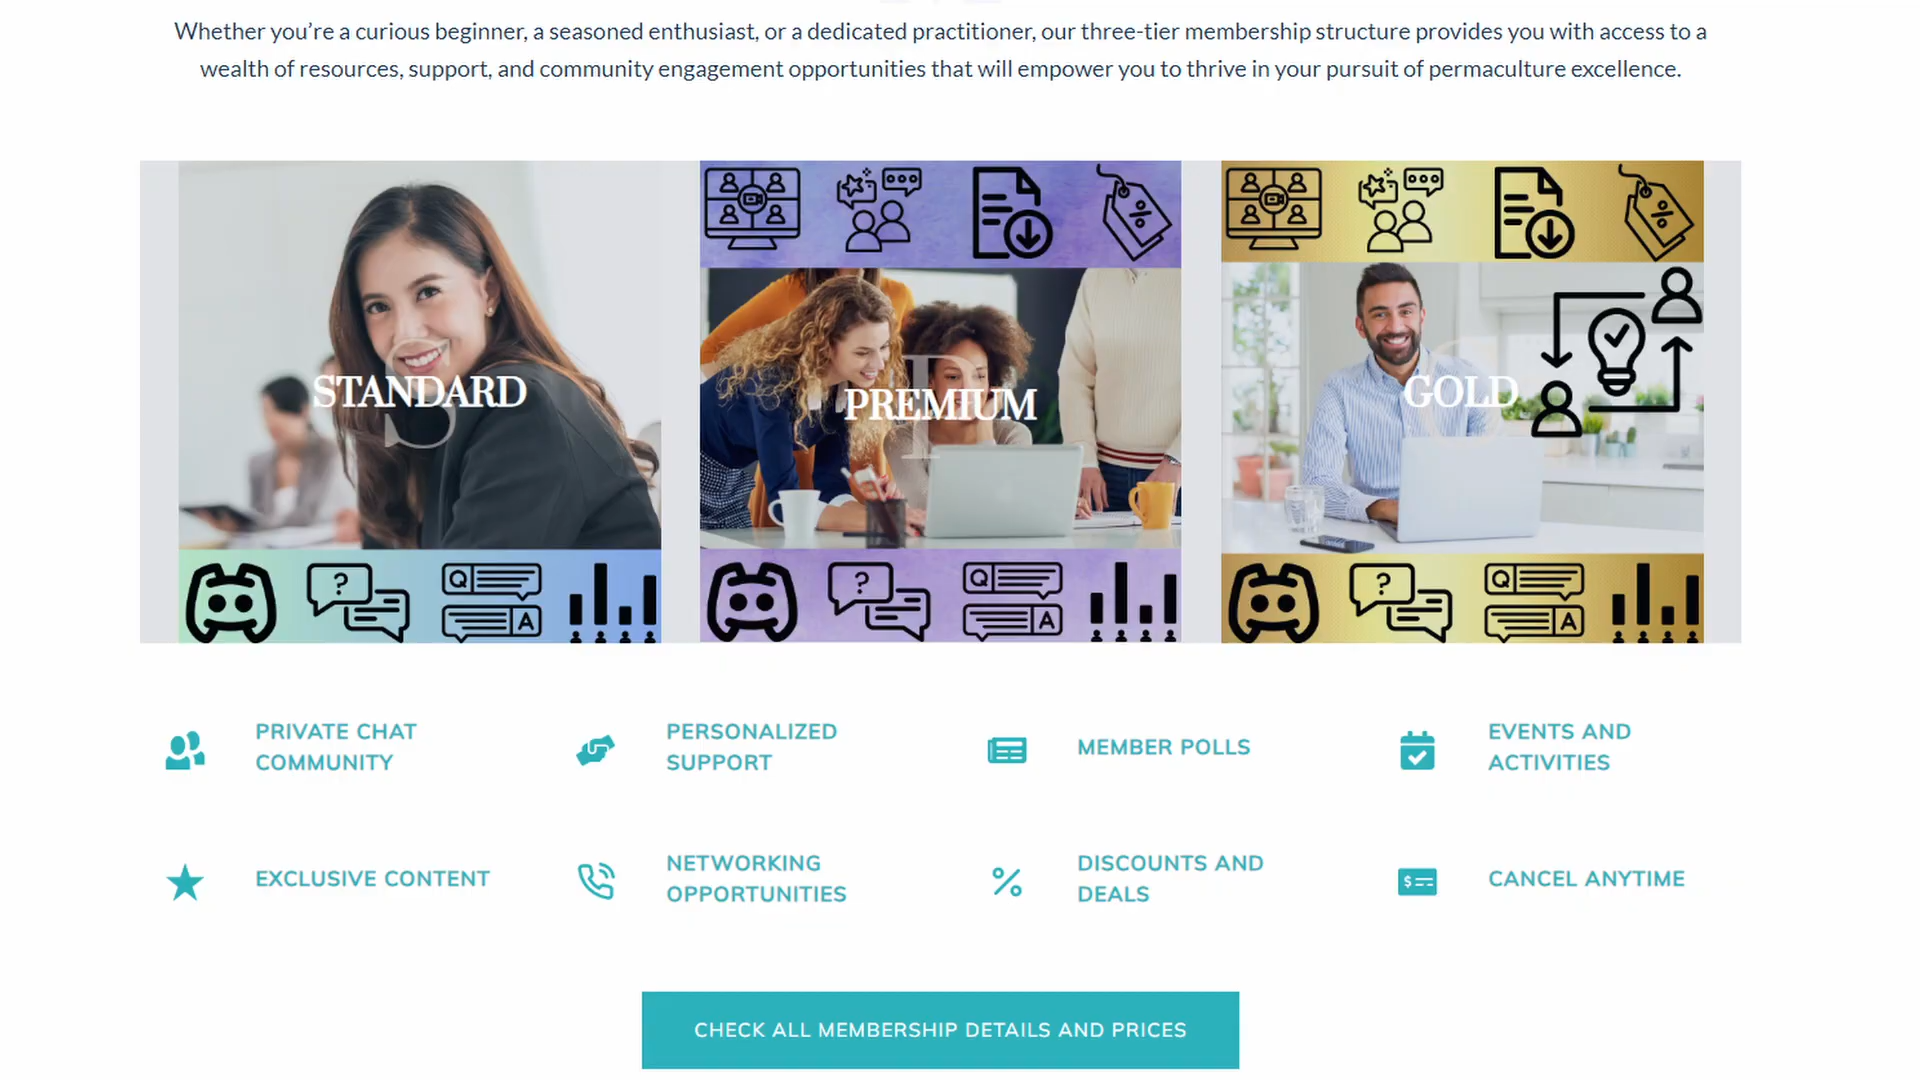 Whether you’re a curious beginner, a seasoned enthusiast, or a dedicated practitioner, our three-tier membership structure provides you with access to a
wealth of resources, support, and community engagement opportunities that will empower you to thrive in your pursuit of permaculture excellence.
S
STANDARD
P
PREMIUM
G
GOLD
?
Q
A
?
Q
A
?
Q
A
PRIVATE CHAT
COMMUNITY
PERSONALIZED
SUPPORT
MEMBER POLLS
EVENTS AND
ACTIVITIES
EXCLUSIVE CONTENT
NETWORKING
OPPORTUNITIES
DISCOUNTS AND
DEALS
CANCEL ANYTIME
CHECK ALL MEMBERSHIP DETAILS AND PRICES